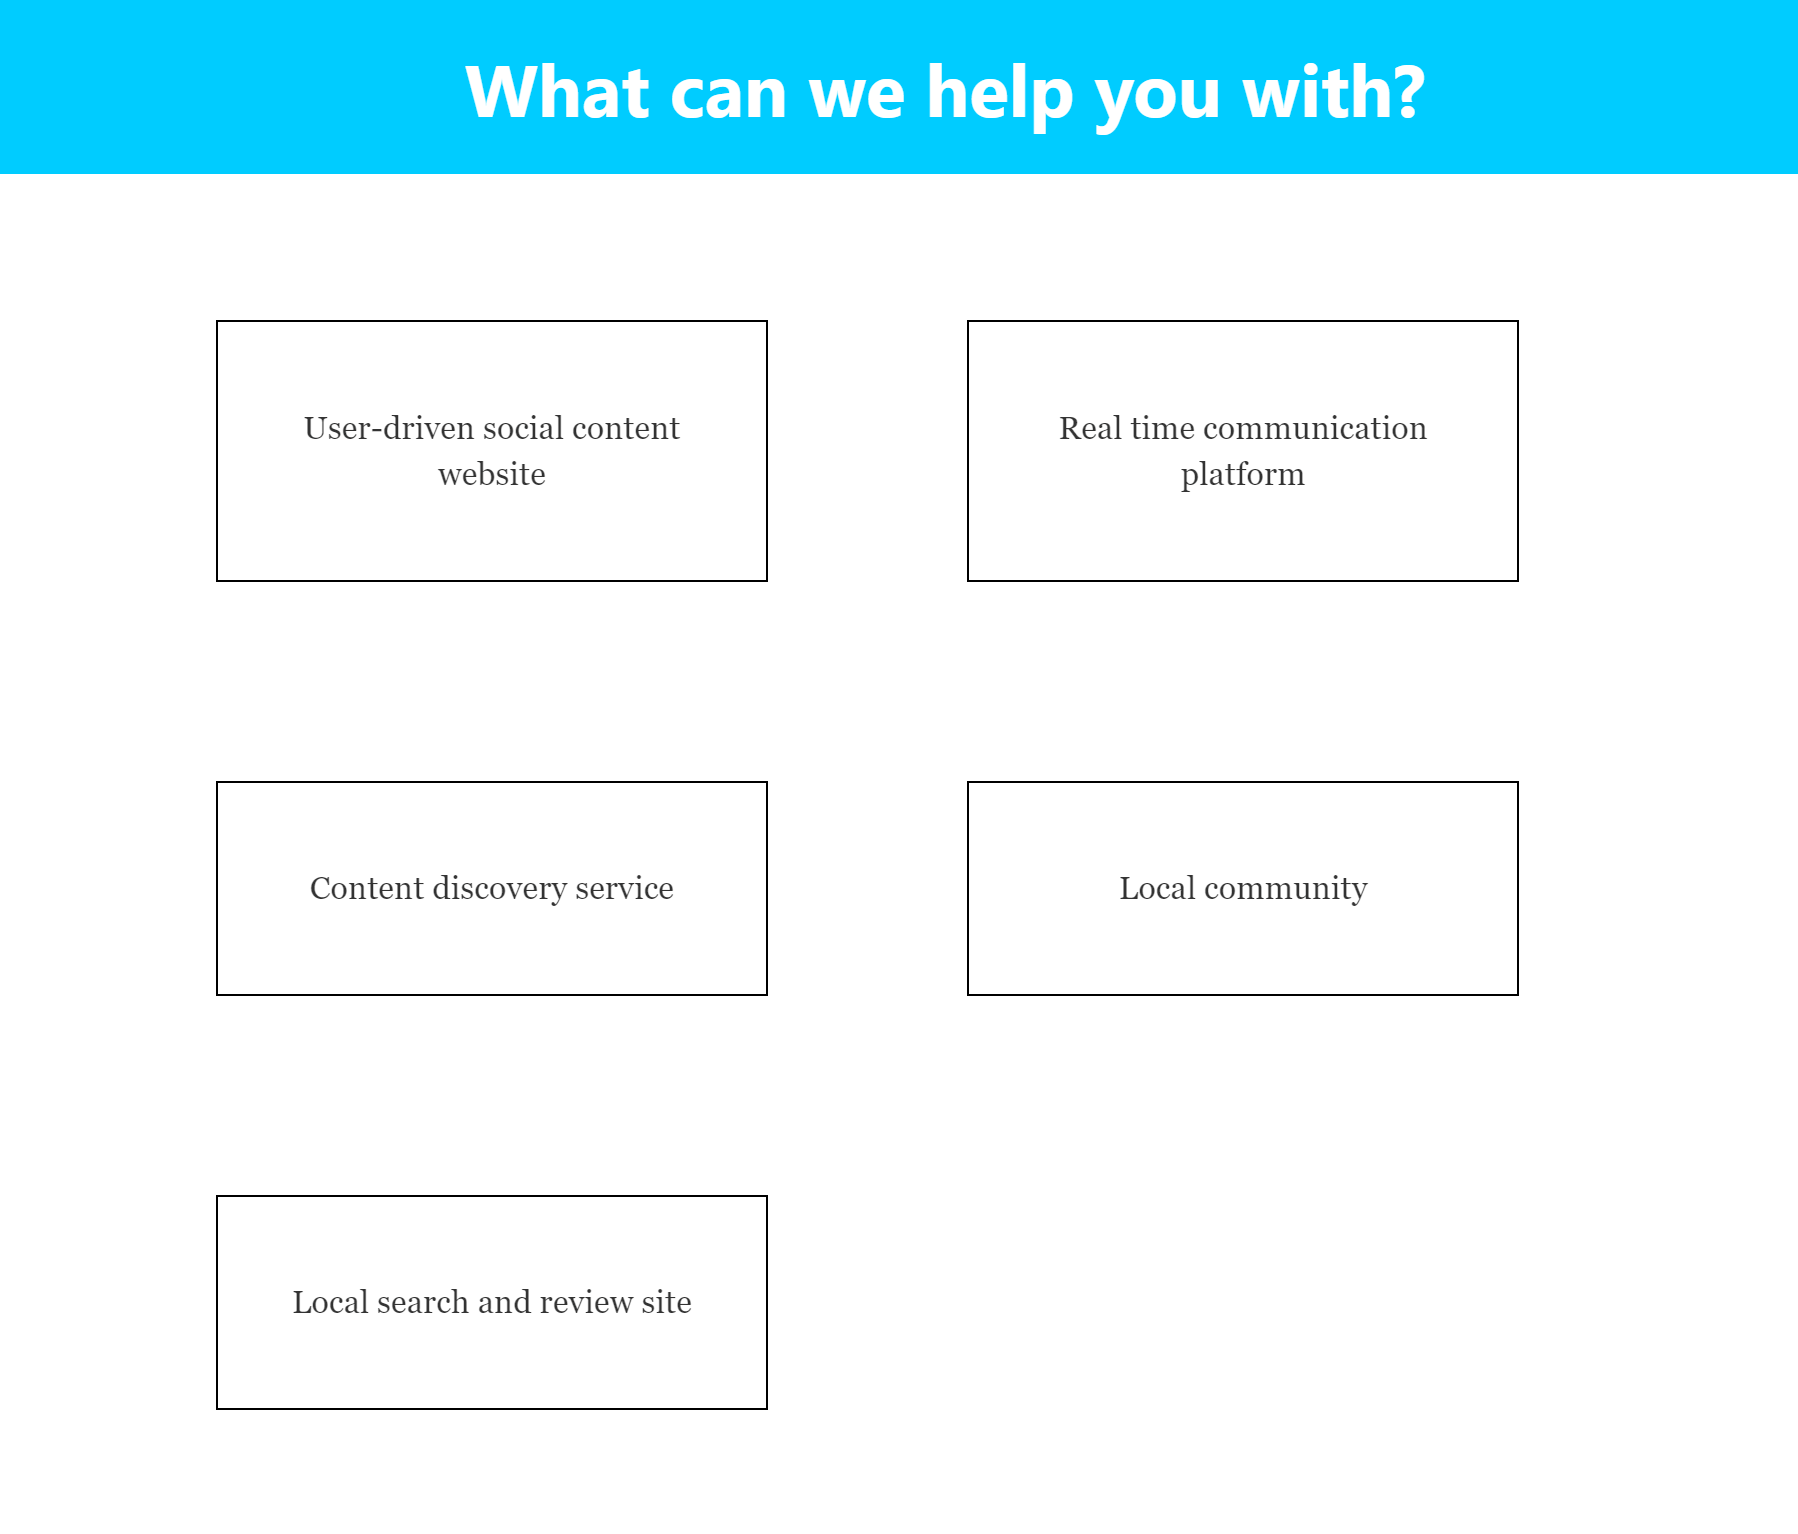 What can we help you with?
User-driven social content
website
Real time communication
platform
Content discovery service
Local community
Local search and review site